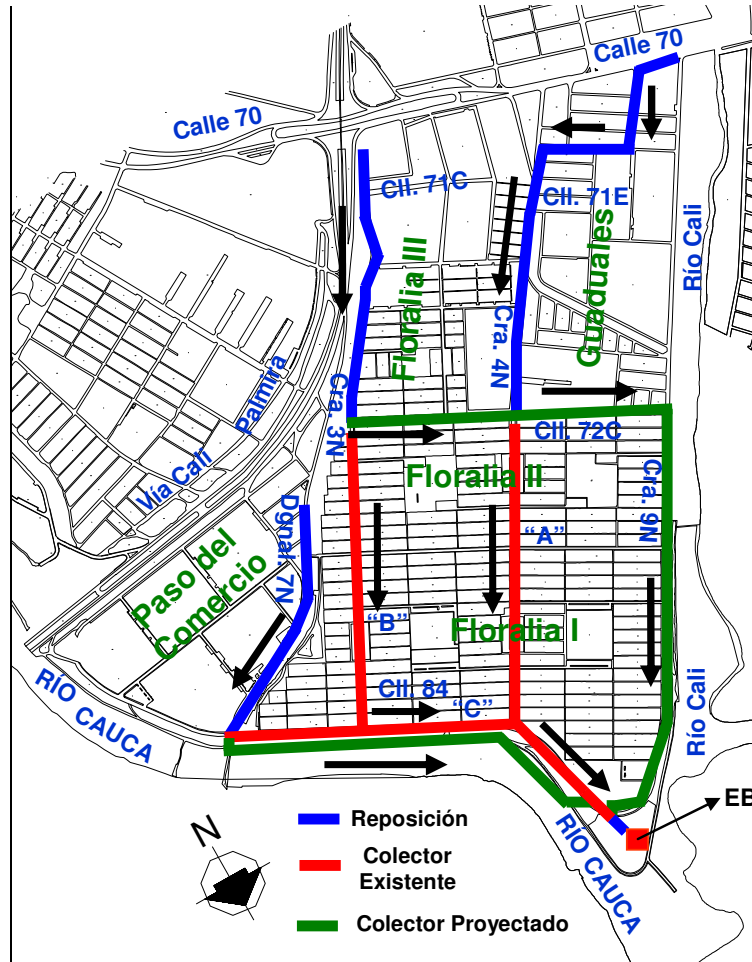 Calle 70
Calle 70
Cll. 71C
Cll. 71E
Río Cali
Floralia III
Guaduales
Cra. 4N
Palmira
Vía Cali
Cra. 3N
Cll. 72C
Floralia II
Cra. 9N
Dgnal. 7N
“A”
Paso del
Comercio
“B”
Floralia I
Cll. 84
“C”
RÍO CAUCA
Río Cali
EB
RÍO CAUCA
N
Reposición
Colector
Existente
Colector Proyectado